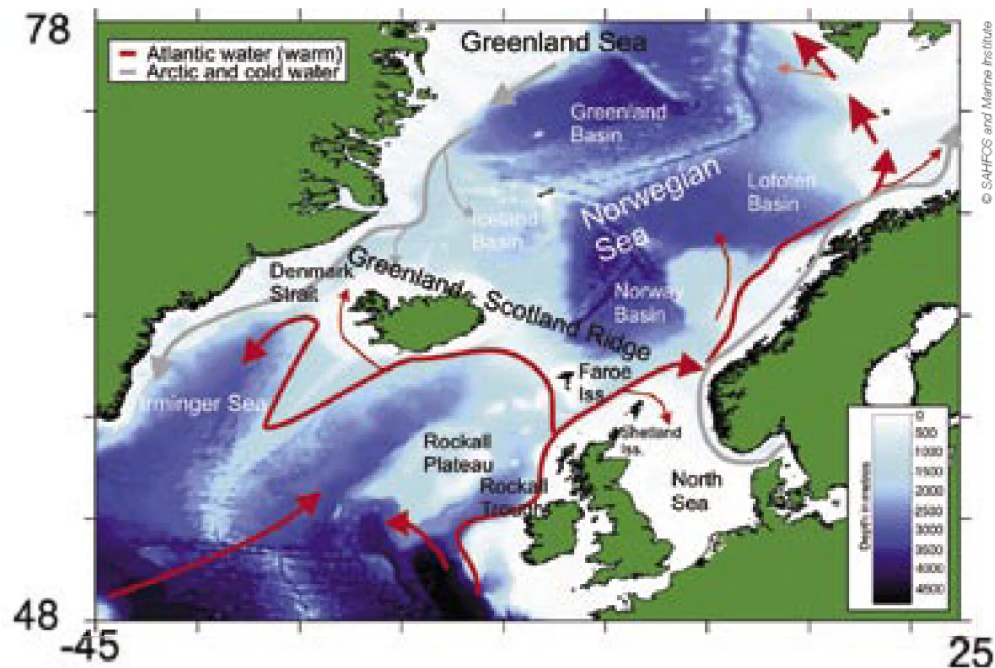 78
Atlantic water (warm)
Arctic and cold water
Greenland Sea
© SAHFOS and Marine Institute
Greenland
Basin
Norwegian
Sea
Lofoten
Basin
Iceland
Basin
Denmark
Strait
Greenland - Scotland Ridge
Norway
Basin
Faroe
Iss.
Irminger Sea
Shetland
Iss.
Rockall
Plateau
Rockall
Trough
North
Sea
Depth in metres
0
500
1000
1500
2000
2500
3000
3500
4000
4500
48
-45
25